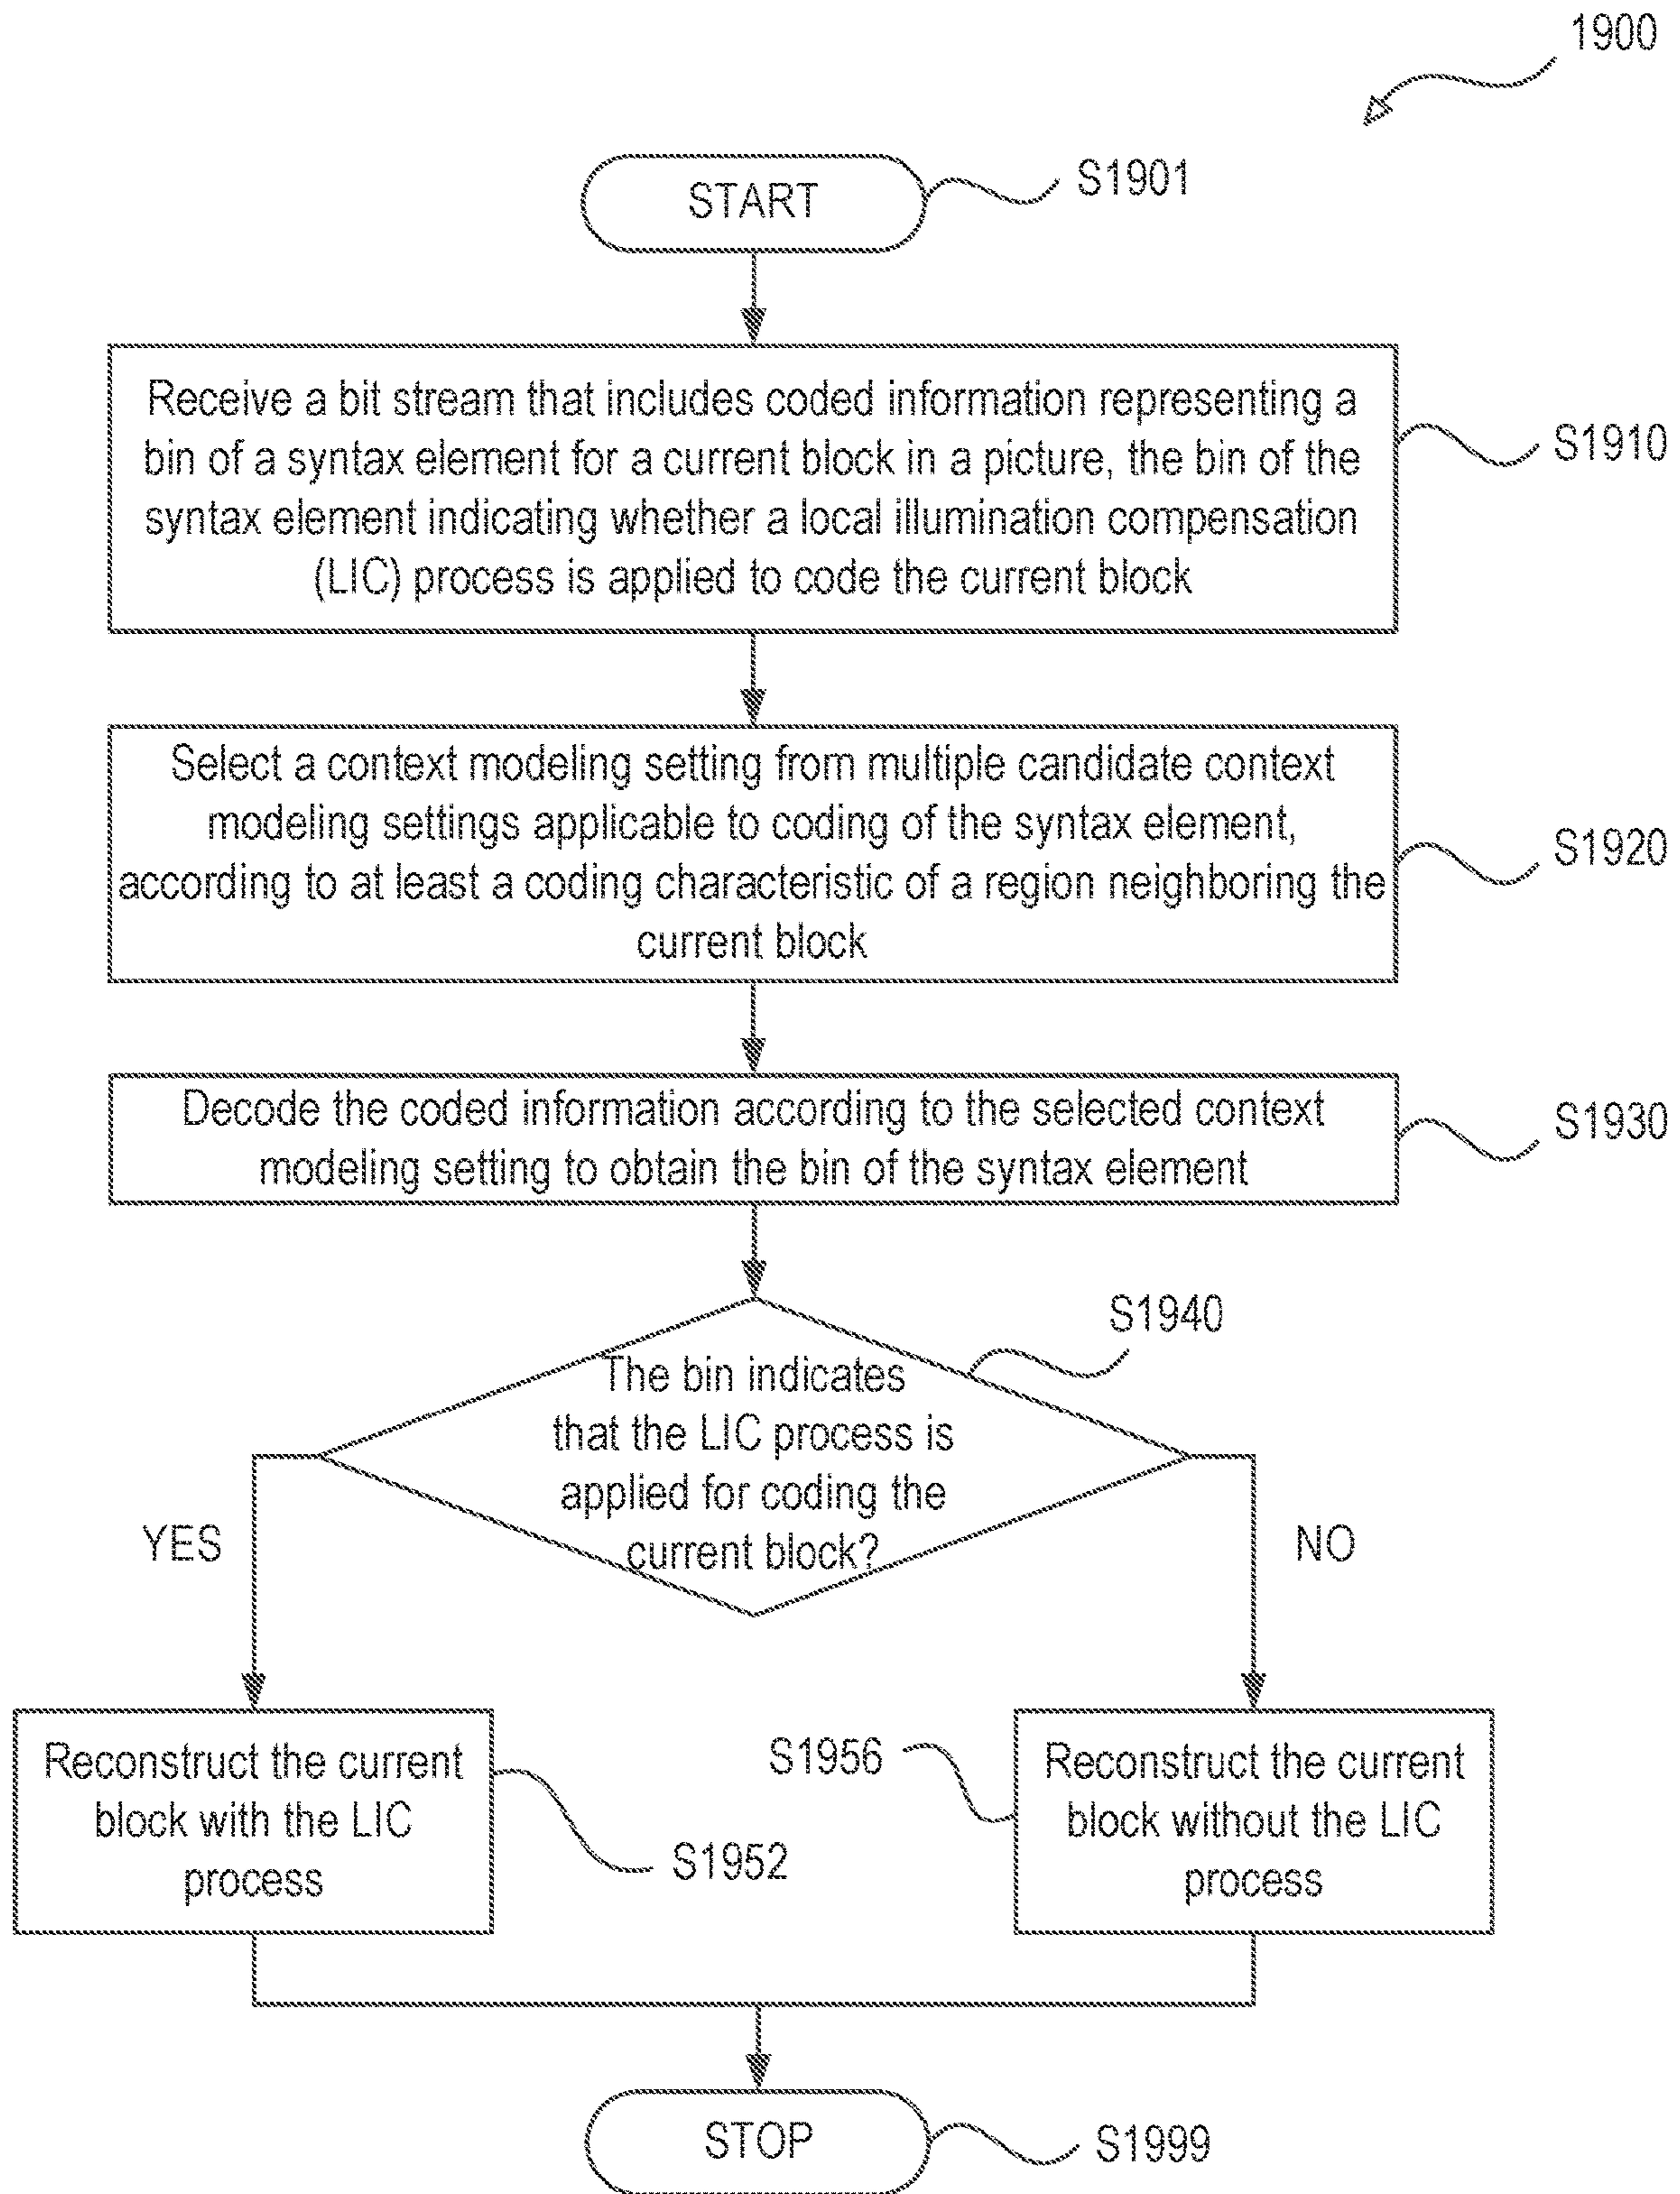 1900
START
S1901
Receive a bit stream that includes coded information representing a
bin of a syntax element for a current block in a picture, the bin of the
syntax element indicating whether a local illumination compensation
(LIC) process is applied to code the current block
S1910
Select a context modeling setting from multiple candidate context
modeling settings applicable to coding of the syntax element,
according to at least a coding characteristic of a region neighboring the
current block
S1920
Decode the coded information according to the selected context
modeling setting to obtain the bin of the syntax element
S1930
S1940
The bin indicates
that the LIC process is
applied for coding the
current block?
YES
NO
Reconstruct the current
block with the LIC
process
S1952
S1956
Reconstruct the current
block without the LIC
process
STOP
S1999